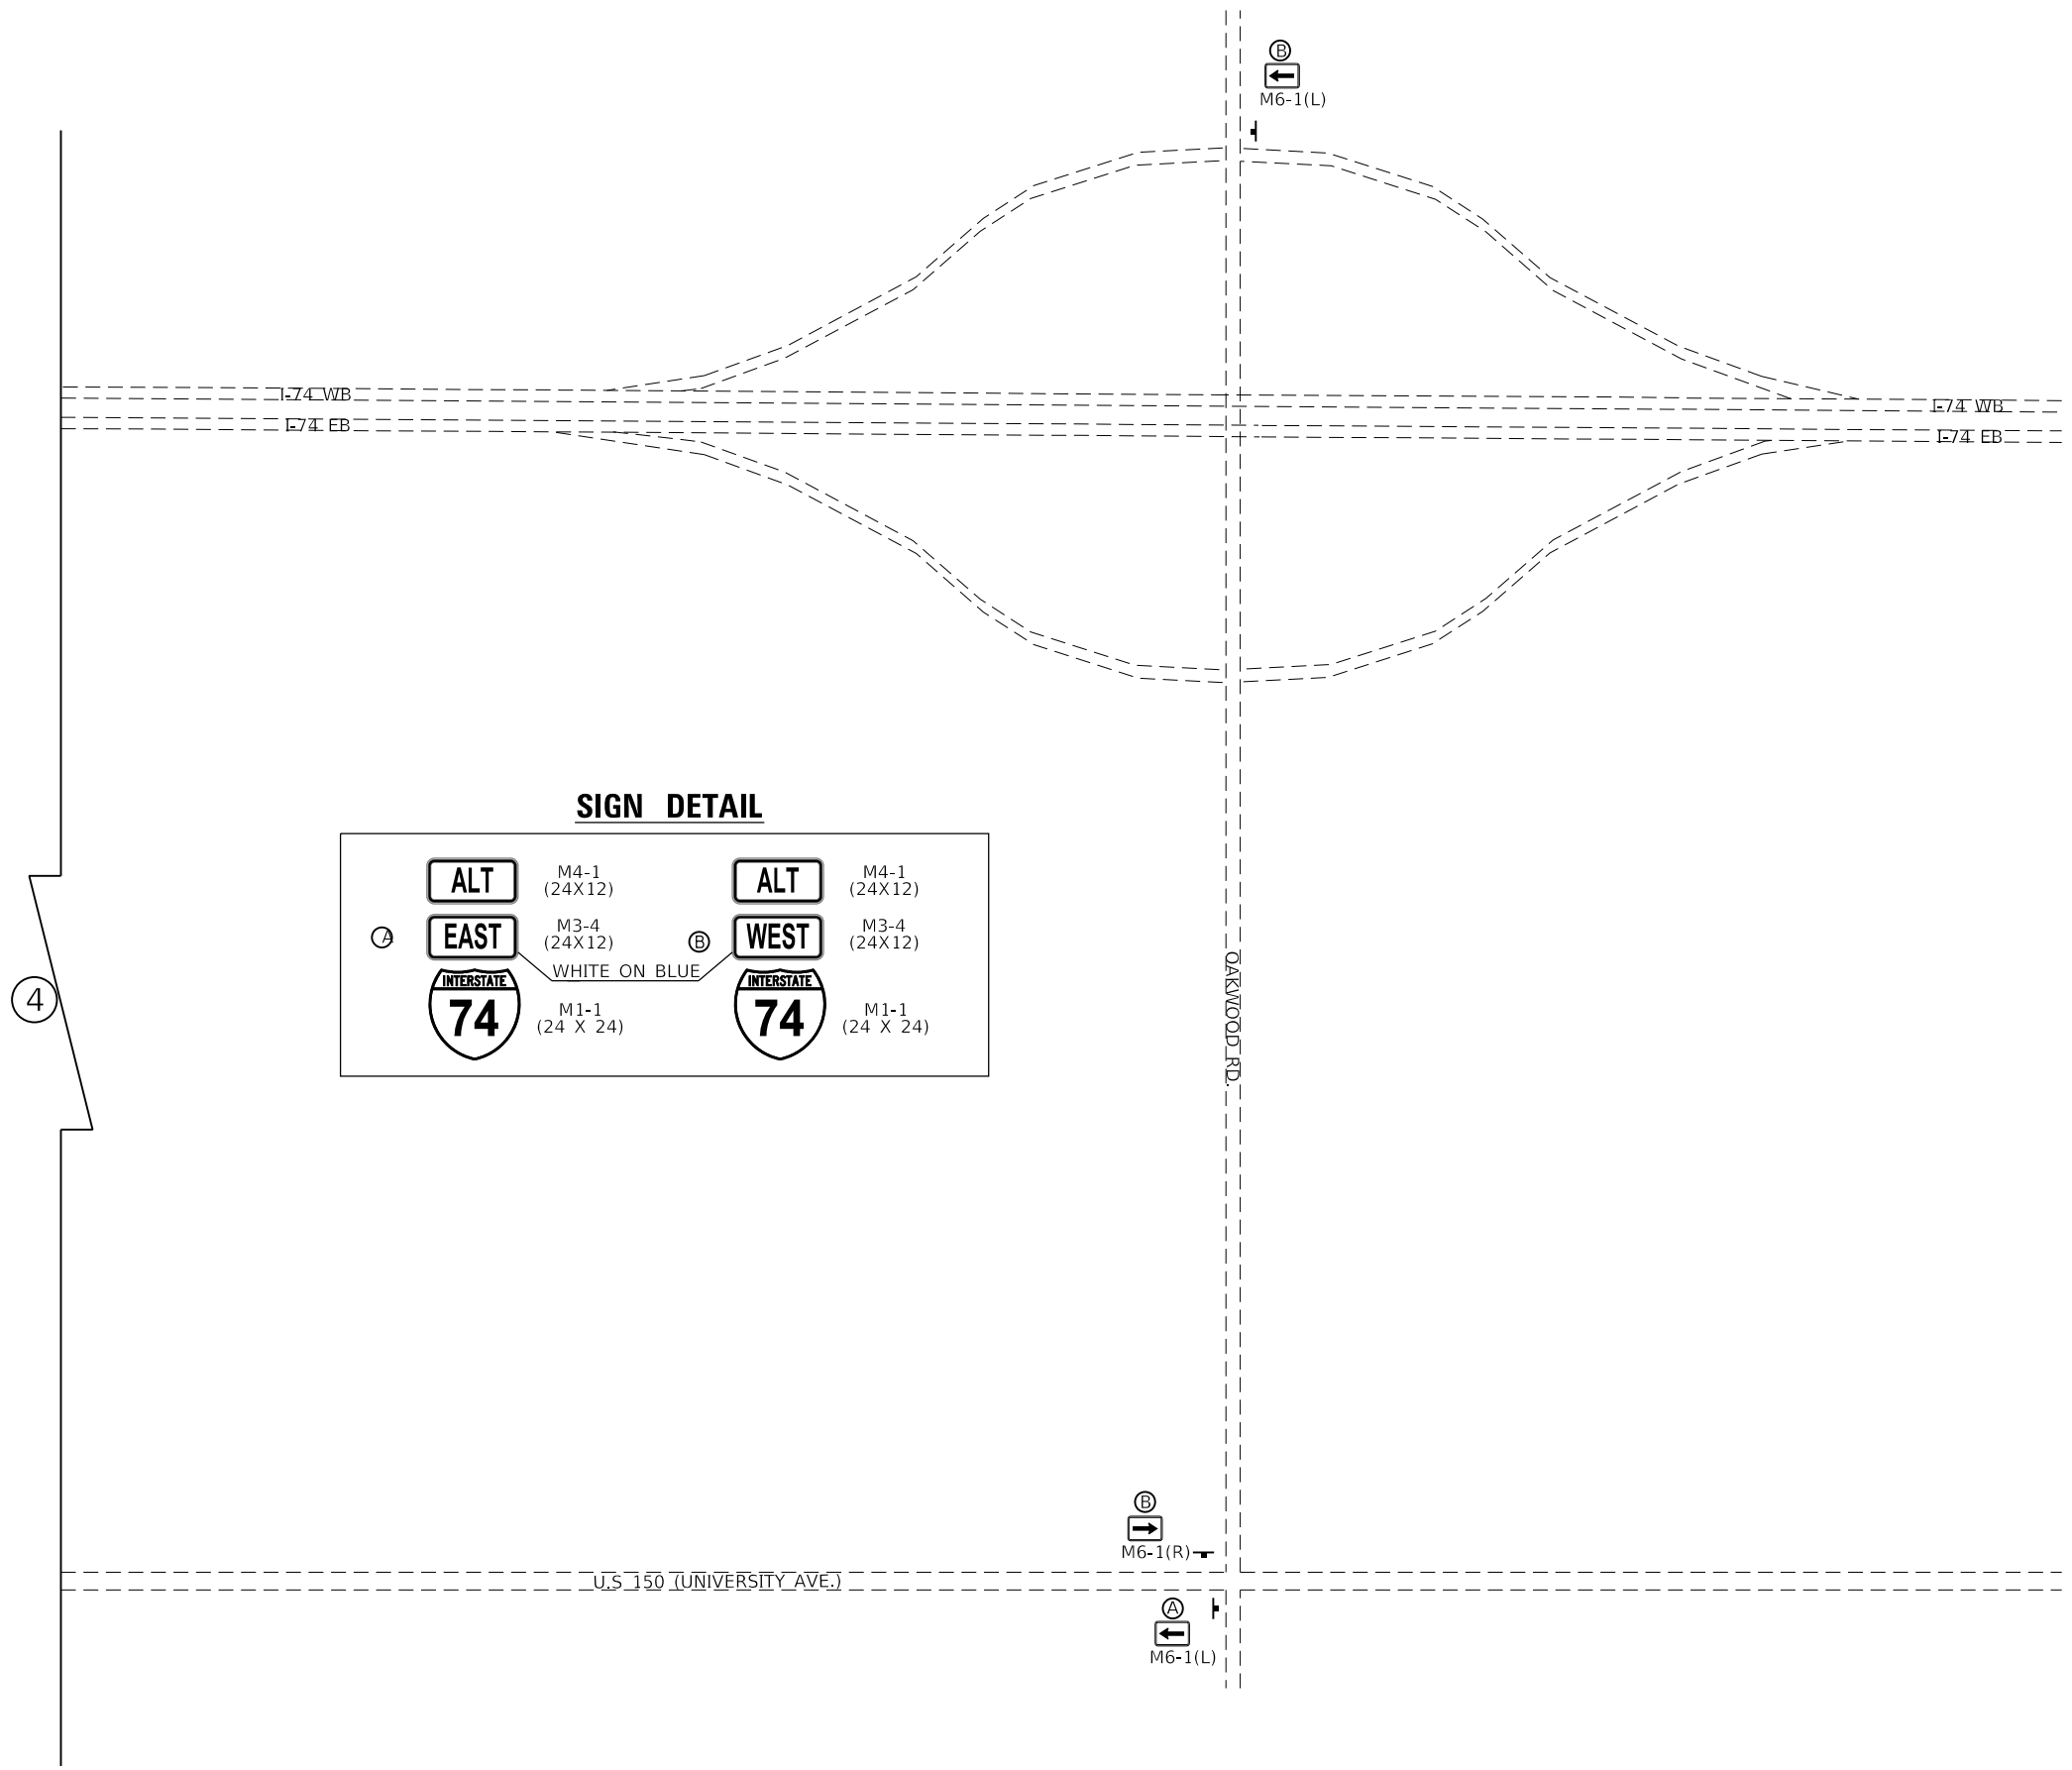 B
M6-1(L)
I-74 WB
I-74 EB
I-74 WB
I-74 EB
SIGN DETAIL
ALT
M4-1
(24X12)
ALT
M4-1
(24X12)
A
EAST
M3-4
(24X12)
B
WEST
M3-4
(24X12)
WHITE ON BLUE
INTERSTATE
74
M1-1
(24 X 24)
INTERSTATE
74
M1-1
(24 X 24)
4
OAKWOOD RD.
B
M6-1(R)
U.S 150 (UNIVERSITY AVE.)
A
M6-1(L)